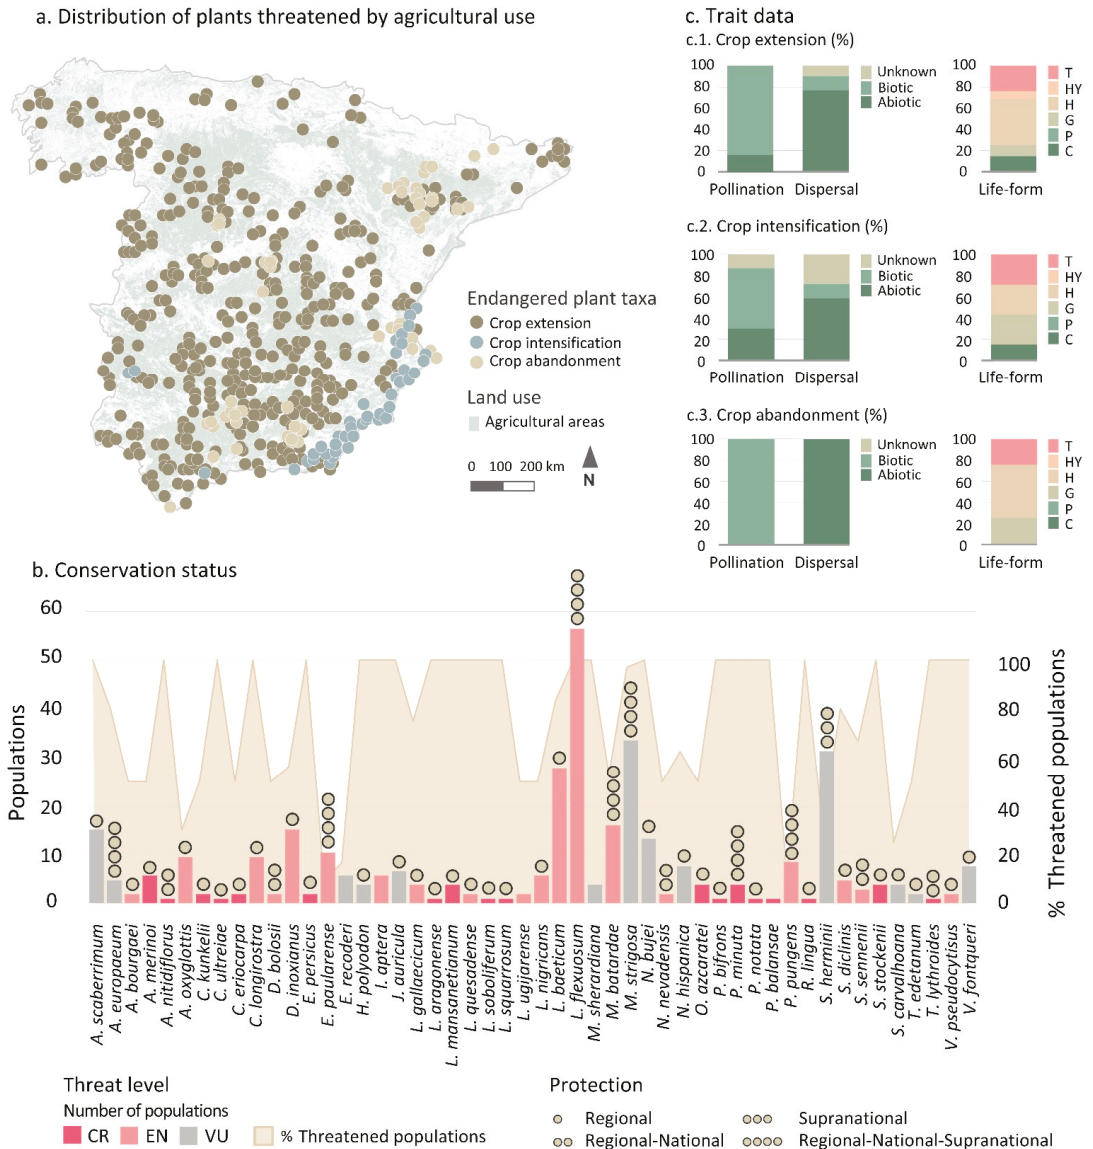 a. Distribution of plants threatened by agricultural use
Endangered plant taxa
Crop extension
Crop intensification
Crop abandonment
Land use
Agricultural areas
0 100 200 km
N
c. Trait data
c.1. Crop extension (%)
100
80
60
40
20
0
Pollination Dispersal
Unknown
Biotic
Abiotic
100
80
60
40
20
0
Life-form
T
HY
H
G
P
C
c.2. Crop intensification (%)
100
80
60
40
20
0
Pollination Dispersal
Unknown
Biotic
Abiotic
100
80
60
40
20
0
Life-form
T
HY
H
G
P
C
c.3. Crop abandonment (%)
100
80
60
40
20
0
Pollination Dispersal
Unknown
Biotic
Abiotic
100
80
60
40
20
0
Life-form
T
HY
H
G
P
C
b. Conservation status
Populations
60
50
40
30
20
10
0
% Threatened populations
100
80
60
40
20
0
A. scaberrimum
A. europaeum
A. bourgaei
A. merinoi
A. nitidiflorus
A. oxyglottis
C. kunkelii
C. ultreiae
C. eriocarpa
C. longirostra
D. bolosii
D. inoxianus
E. persicus
E. paularense
E. recoderi
H. polyodon
I. aptera
J. auricula
L. gallaecicum
L. aragonense
L. mansanetianum
L. quesadense
L. soboliferum
L. squarrosum
L. ugijarense
L. nigricans
L. baeticum
L. flexuosum
M. sherardiana
M. batardae
M. strigosa
N. bujei
N. nevadensis
N. hispanica
O. azcaratei
P. bifrons
P. minuta
P. notata
P. balansae
P. pungens
R. lingua
S. herminii
S. diclinis
S. sennenii
S. stockenii
S. carvalhoana
T. edetanum
T. lythroides
V. pseudocytisus
V. fontqueri
Threat level
Number of populations
CR EN VU % Threatened populations
Protection
Regional
Regional-National
Supranational
Regional-National-Supranational